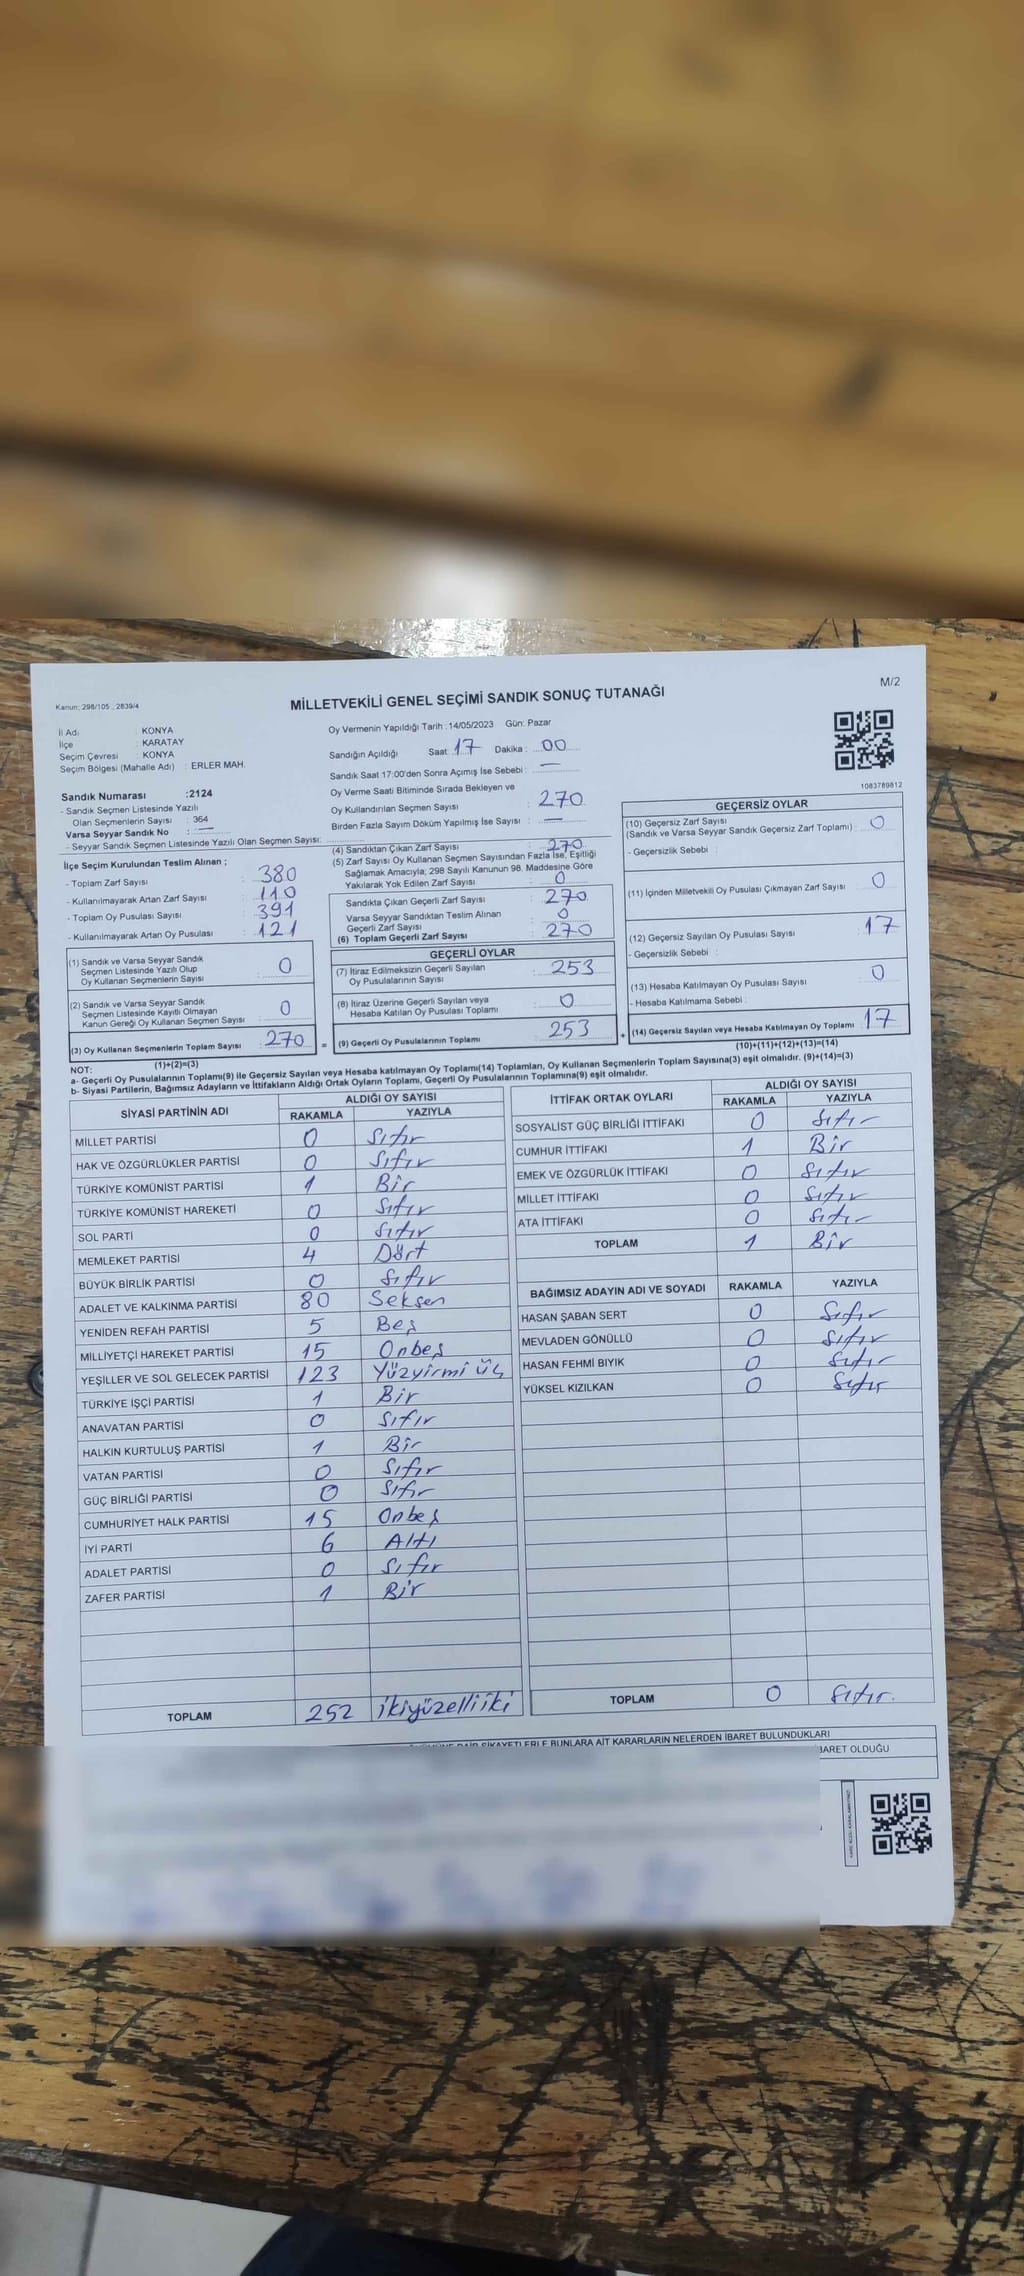 Kanun; 298/105 , 2839/4
M/2
MİLLETVEKİLİ GENEL SEÇİMİ SANDIK SONUÇ TUTANAĞI
İl Adı : KONYA
İlçe : KARATAY
Seçim Çevresi : KONYA
Seçim Bölgesi (Mahalle Adı) : ERLER MAH.
Sandık Numarası :2124
- Sandık Seçmen Listesinde Yazılı
Olan Seçmenlerin Sayısı : 364
Varsa Seyyar Sandık No : —
- Seyyar Sandık Seçmen Listesinde Yazılı Olan Seçmen Sayısı:
Oy Vermenin Yapıldığı Tarih :14/05/2023 Gün: Pazar
Sandığın Açıldığı Saat: 17 Dakika : 00
Sandık Saat 17:00'den Sonra Açımış İse Sebebi : —
Oy Verme Saati Bitiminde Sırada Bekleyen ve
Oy Kullandırılan Seçmen Sayısı : 270
Birden Fazla Sayım Döküm Yapılmış İse Sayısı : —
1083789812
İlçe Seçim Kurulundan Teslim Alınan ;
- Toplam Zarf Sayısı : 380
- Kullanılmayarak Artan Zarf Sayısı : 110
- Toplam Oy Pusulası Sayısı : 391
- Kullanılmayarak Artan Oy Pusulası : 121
(4) Sandıktan Çıkan Zarf Sayısı : 270
(5) Zarf Sayısı Oy Kullanan Seçmen Sayısından Fazla İse, Eşitliği
Sağlamak Amacıyla; 298 Sayılı Kanunun 98. Maddesine Göre
Yakılarak Yok Edilen Zarf Sayısı : 0
Sandıkta Çıkan Geçerli Zarf Sayısı : 270
Varsa Seyyar Sandıktan Teslim Alınan
Geçerli Zarf Sayısı : 0
(6) Toplam Geçerli Zarf Sayısı : 270
GEÇERSİZ OYLAR
(10) Geçersiz Zarf Sayısı
(Sandık ve Varsa Seyyar Sandık Geçersiz Zarf Toplamı) : 0
- Geçersizlik Sebebi :
(11) İçinden Milletvekili Oy Pusulası Çıkmayan Zarf Sayısı : 0
(12) Geçersiz Sayılan Oy Pusulası Sayısı : 17
- Geçersizlik Sebebi :
(13) Hesaba Katılmayan Oy Pusulası Sayısı : 0
- Hesaba Katılmama Sebebi :
(14) Geçersiz Sayılan veya Hesaba Katılmayan Oy Toplamı : 17
(10)+(11)+(12)+(13)=(14)
(1) Sandık ve Varsa Seyyar Sandık
Seçmen Listesinde Yazılı Olup
Oy Kullanan Seçmenlerin Sayısı : 0
(2) Sandık ve Varsa Seyyar Sandık
Seçmen Listesinde Kayıtlı Olmayan
Kanun Gereği Oy Kullanan Seçmen Sayısı : 0
(3) Oy Kullanan Seçmenlerin Toplam Sayısı : 270 =
(1)+(2)=(3)
GEÇERLİ OYLAR
(7) İtiraz Edilmeksizin Geçerli Sayılan
Oy Pusulalarının Sayısı : 253
(8) İtiraz Üzerine Geçerli Sayılan veya
Hesaba Katılan Oy Pusulası Toplamı : 0
(9) Geçerli Oy Pusulalarının Toplamı : 253 +
NOT:
a- Geçerli Oy Pusulalarının Toplamı(9) ile Geçersiz Sayılan veya Hesaba katılmayan Oy Toplamı(14) Toplamları, Oy Kullanan Seçmenlerin Toplam Sayısına(3) eşit olmalıdır. (9)+(14)=(3)
b- Siyasi Partilerin, Bağımsız Adayların ve İttifakların Aldığı Ortak Oyların Toplamı, Geçerli Oy Pusulalarının Toplamına(9) eşit olmalıdır.
SİYASİ PARTİNİN ADI ALDIĞI OY SAYISI
RAKAMLA YAZIYLA
MİLLET PARTİSİ 0 Sıfır
HAK VE ÖZGÜRLÜKLER PARTİSİ 0 Sıfır
TÜRKİYE KOMÜNİST PARTİSİ 1 Bir
TÜRKİYE KOMÜNİST HAREKETİ 0 Sıfır
SOL PARTİ 0 Sıfır
MEMLEKET PARTİSİ 4 Dört
BÜYÜK BİRLİK PARTİSİ 0 Sıfır
ADALET VE KALKINMA PARTİSİ 80 Seksen
YENİDEN REFAH PARTİSİ 5 Beş
MİLLİYETÇİ HAREKET PARTİSİ 15 Onbeş
YEŞİLLER VE SOL GELECEK PARTİSİ 123 Yüzyirmi üç
TÜRKİYE İŞÇİ PARTİSİ 1 Bir
ANAVATAN PARTİSİ 0 Sıfır
HALKIN KURTULUŞ PARTİSİ 1 Bir
VATAN PARTİSİ 0 Sıfır
GÜÇ BİRLİĞİ PARTİSİ 0 Sıfır
CUMHURİYET HALK PARTİSİ 15 Onbeş
İYİ PARTİ 6 Altı
ADALET PARTİSİ 0 Sıfır
ZAFER PARTİSİ 1 Bir
TOPLAM 252 ikiyüzelliiki
İTTİFAK ORTAK OYLARI ALDIĞI OY SAYISI
RAKAMLA YAZIYLA
SOSYALİST GÜÇ BİRLİĞİ İTTİFAKI 0 Sıfır
CUMHUR İTTİFAKI 1 Bir
EMEK VE ÖZGÜRLÜK İTTİFAKI 0 Sıfır
MİLLET İTTİFAKI 0 Sıfır
ATA İTTİFAKI 0 Sıfır
TOPLAM 1 Bir
BAĞIMSIZ ADAYIN ADI VE SOYADI RAKAMLA YAZIYLA
HASAN ŞABAN SERT 0 Sıfır
MEVLADEN GÖNÜLLÜ 0 Sıfır
HASAN FEHMİ BIYIK 0 Sıfır
YÜKSEL KIZILKAN 0 Sıfır
TOPLAM 0 Sıfır.
DAİR ŞİKAYETLERLE BUNLARA AİT KARARLARIN NELERDEN İBARET BULUNDUKLARI
BARET OLDUĞU